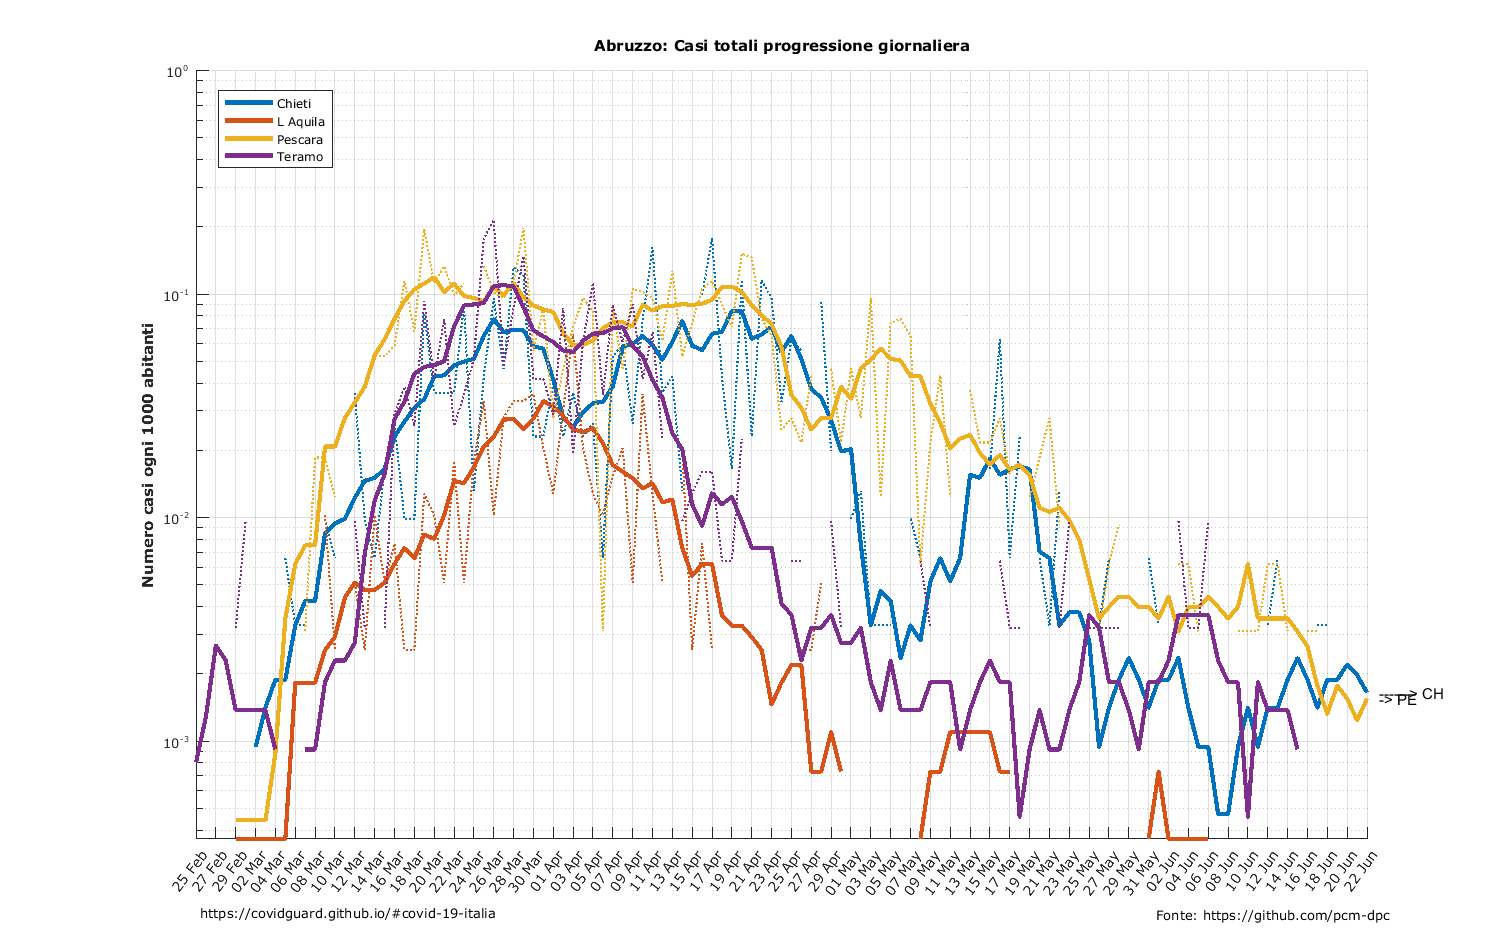 Abruzzo: Casi totali progressione giornaliera
10^0
10^-1
10^-2
10^-3
Numero casi ogni 1000 abitanti
Chieti
L Aquila
Pescara
Teramo
----> CH
-> PE
25 Feb
27 Feb
29 Feb
02 Mar
04 Mar
06 Mar
08 Mar
10 Mar
12 Mar
14 Mar
16 Mar
18 Mar
20 Mar
22 Mar
24 Mar
26 Mar
28 Mar
30 Mar
01 Apr
03 Apr
05 Apr
07 Apr
09 Apr
11 Apr
13 Apr
15 Apr
17 Apr
19 Apr
21 Apr
23 Apr
25 Apr
27 Apr
29 Apr
01 May
03 May
05 May
07 May
09 May
11 May
13 May
15 May
17 May
19 May
21 May
23 May
25 May
27 May
29 May
31 May
02 Jun
04 Jun
06 Jun
08 Jun
10 Jun
12 Jun
14 Jun
16 Jun
18 Jun
20 Jun
22 Jun
https://covidguard.github.io/#covid-19-italia
Fonte: https://github.com/pcm-dpc